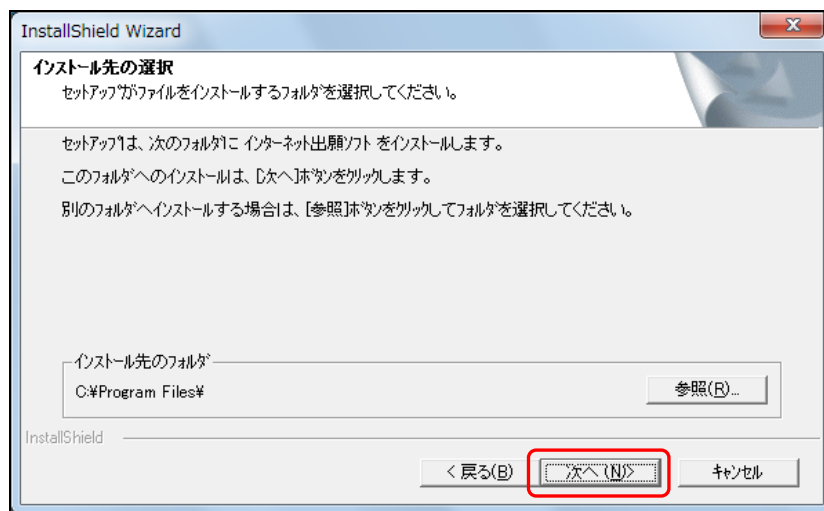 InstallShield Wizard
インストール先の選択
セットアップがファイルをインストールするフォルダを選択してください。
セットアップは、次のフォルダに インターネット出願ソフト をインストールします。
このフォルダへのインストールは、[次へ]ボタンをクリックします。
別のフォルダへインストールする場合は、[参照]ボタンをクリックしてフォルダを選択してください。
インストール先のフォルダ
C:¥Program Files¥
参照(R)...
InstallShield
< 戻る(B)
次へ(N)>
キャンセル